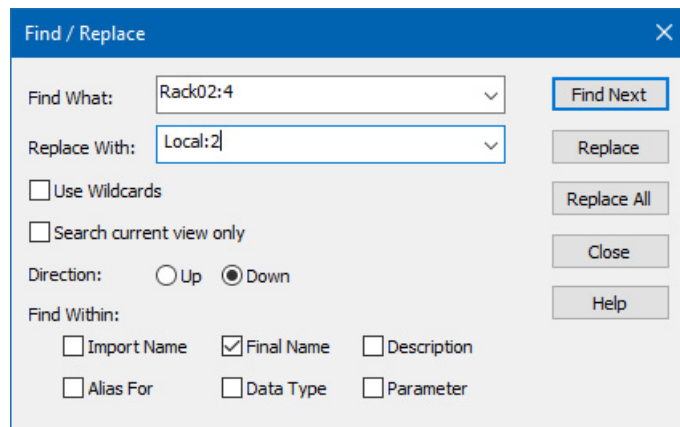 Find / Replace
Find What: Rack02:4 Find Next
Replace With: Local:2 Replace
Use Wildcards Replace All
Search current view only
Close
Direction: Up Down
Help
Find Within:
Import Name Final Name Description
Alias For Data Type Parameter